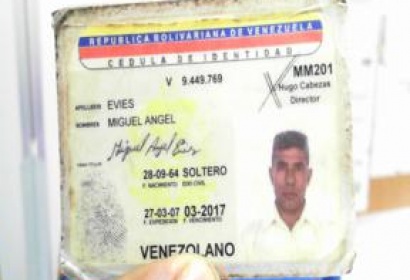 REPUBLICA BOLIVARIANA DE VENEZUELA
CEDULA DE IDENTIDAD
V 9.449.769
MM201
Hugo Cabezas
Director
APELLIDOS EVIES
NOMBRES MIGUEL ANGEL
Miguel Angel Evies
28-09-64 SOLTERO
F. NACIMIENTO EDO CIVIL
27-03-07 03-2017
F. EXPEDICION F. VENCIMIENTO
VENEZOLANO